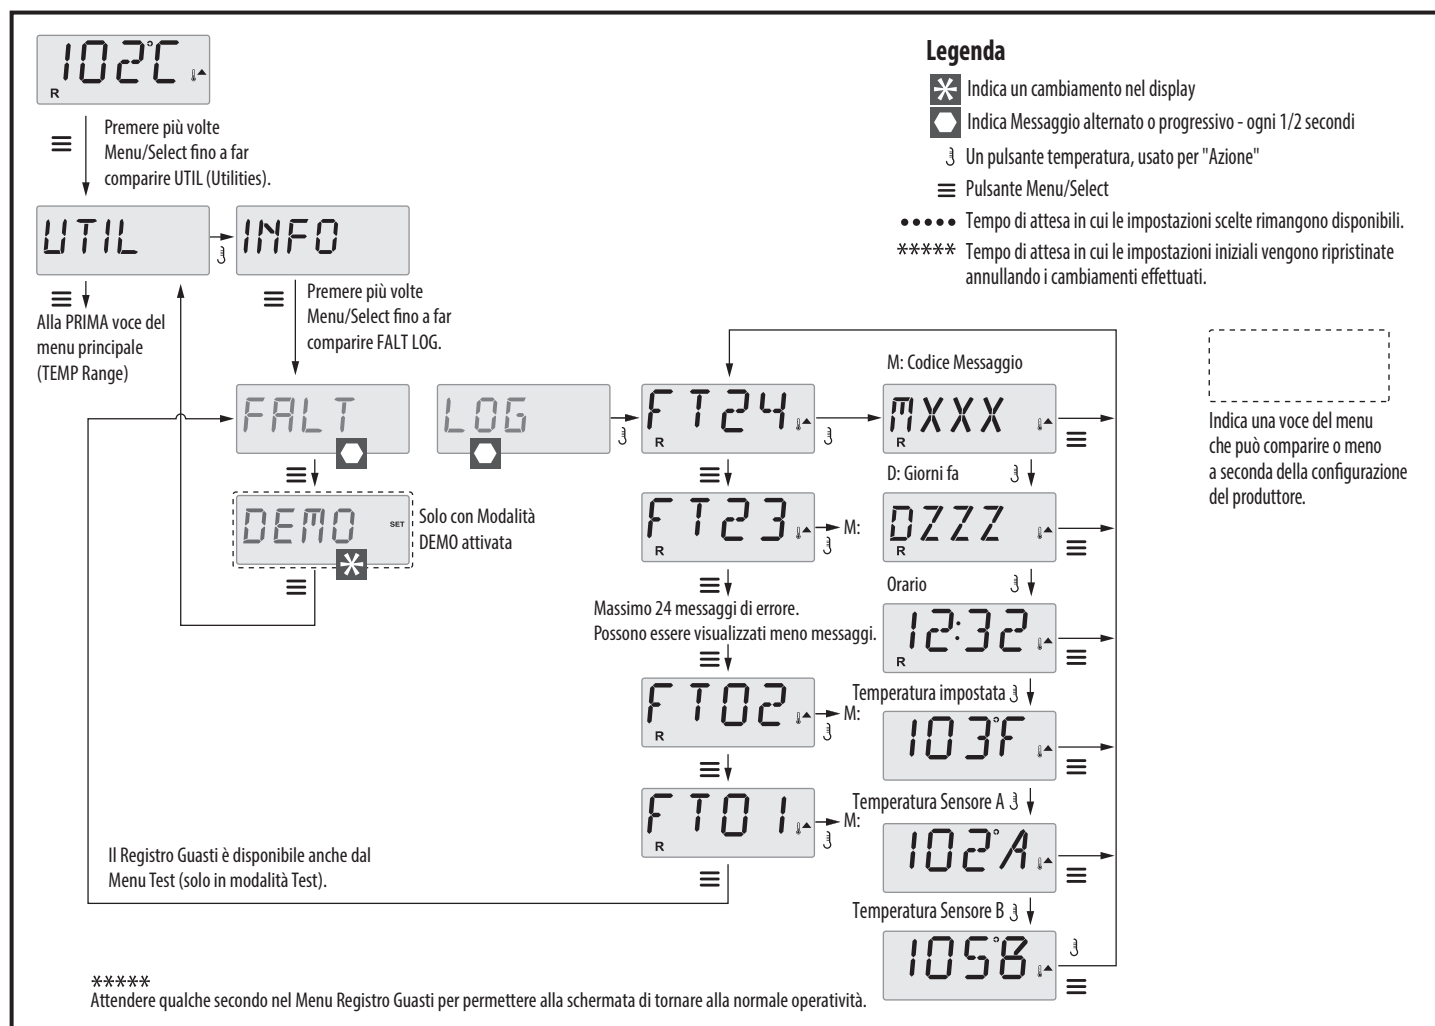 102°C
R
Premere più volte
Menu/Select fino a far
comparire UTIL (Utilities).
Legenda
Indica un cambiamento nel display
Indica Messaggio alternato o progressivo - ogni 1/2 secondi
Un pulsante temperatura, usato per "Azione"
Pulsante Menu/Select
••••• Tempo di attesa in cui le impostazioni scelte rimangono disponibili.
***** Tempo di attesa in cui le impostazioni iniziali vengono ripristinate
annullando i cambiamenti effettuati.
UTIL
INFO
Alla PRIMA voce del
menu principale
(TEMP Range)
Premere più volte
Menu/Select fino a far
comparire FALT LOG.
Indica una voce del menu
che può comparire o meno
a seconda della configurazione
del produttore.
FALT
LOG
FT24
R
M: Codice Messaggio
MXXX
R
DEMO
SET
Solo con Modalità
DEMO attivata
FT23
R
M:
D: Giorni fa
DZZZ
R
Massimo 24 messaggi di errore.
Possono essere visualizzati meno messaggi.
Orario
12:32
R
FT02
R
M:
Temperatura impostata
103°F
FT01
R
M:
Temperatura Sensore A
102°A
Temperatura Sensore B
105°B
Il Registro Guasti è disponibile anche dal
Menu Test (solo in modalità Test).
*****
Attendere qualche secondo nel Menu Registro Guasti per permettere alla schermata di tornare alla normale operatività.